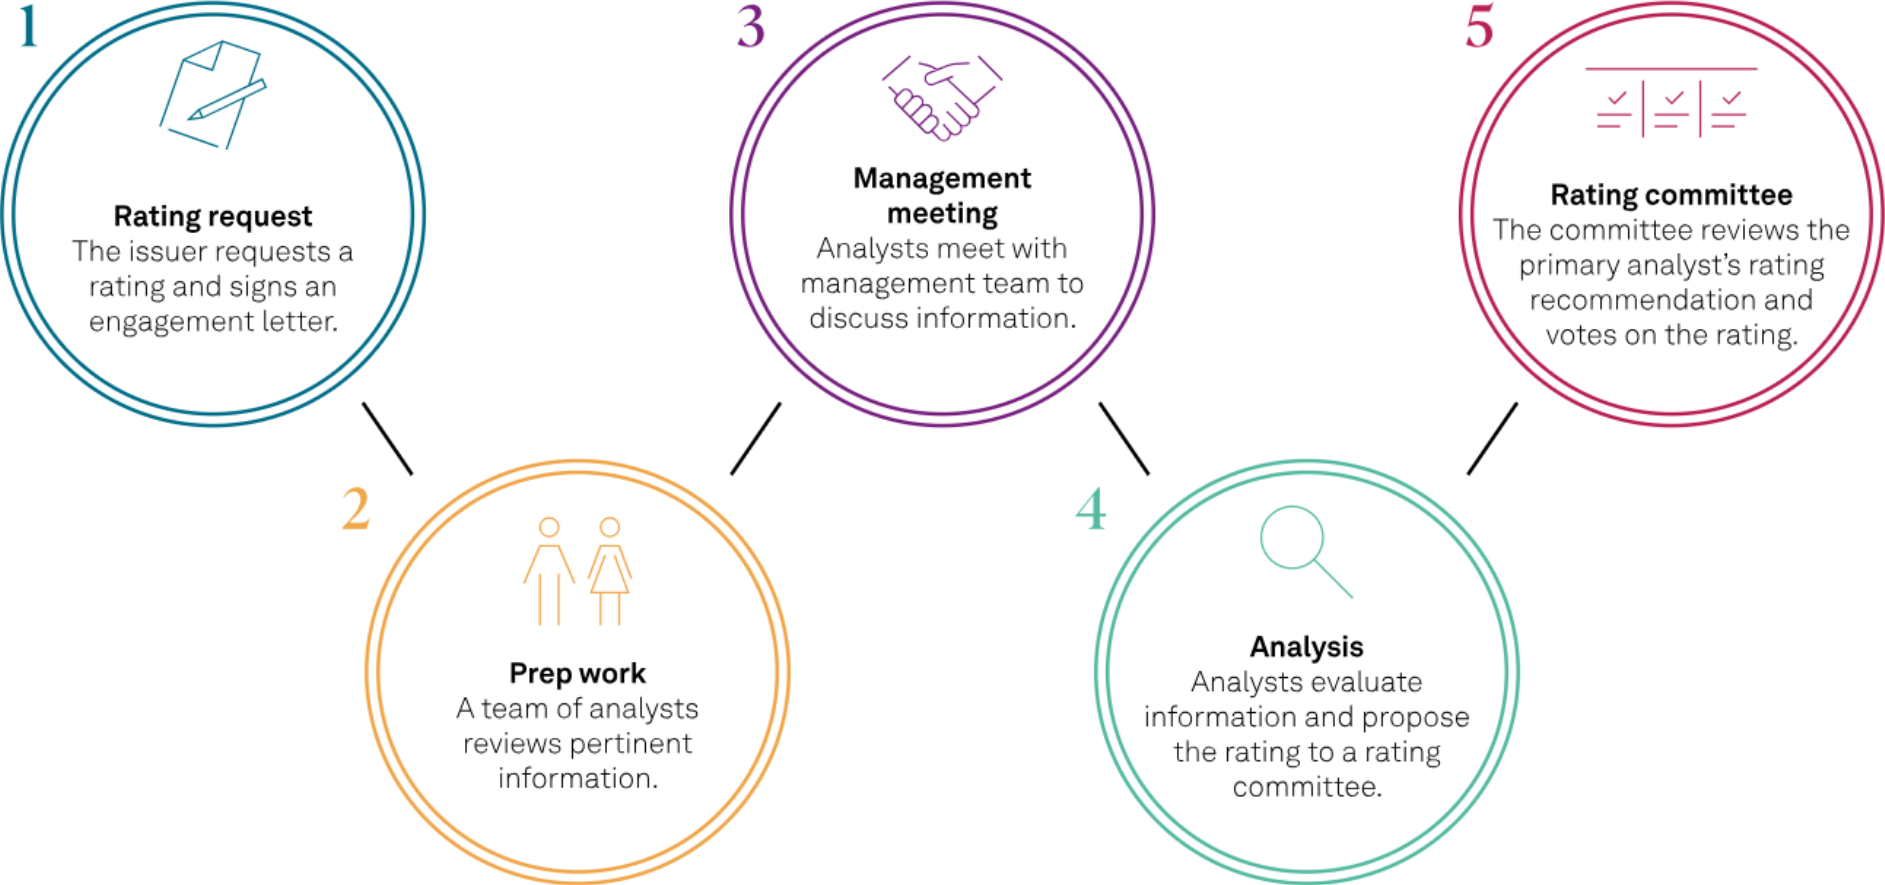 1
Rating request
The issuer requests a
rating and signs an
engagement letter.
2
Prep work
A team of analysts
reviews pertinent
information.
3
Management
meeting
Analysts meet with
management team to
discuss information.
4
Analysis
Analysts evaluate
information and propose
the rating to a rating
committee.
5
Rating committee
The committee reviews the
primary analyst’s rating
recommendation and
votes on the rating.